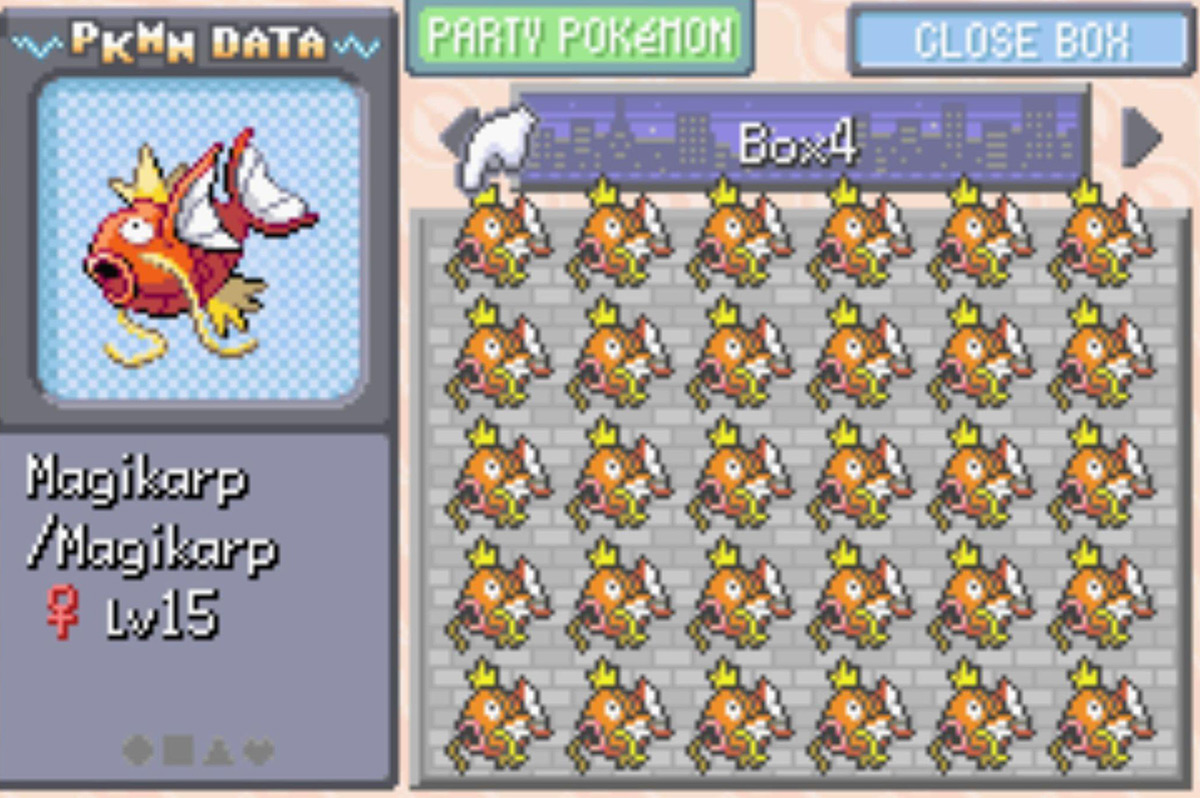 PKMN DATA
PARTY POKéMON
CLOSE BOX
Box4
Magikarp
/Magikarp
♀ Lv15